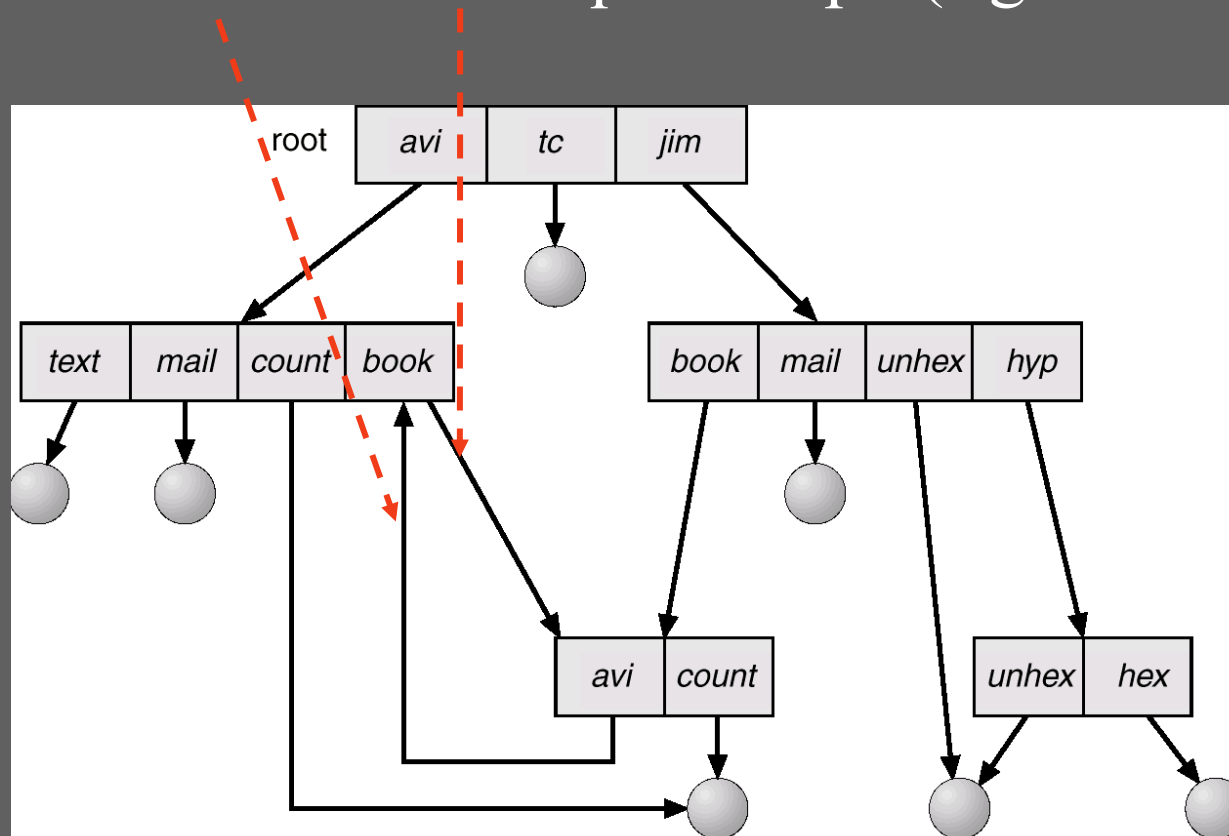 root avi tc jim
text mail count book
book mail unhex hyp
avi count
unhex hex